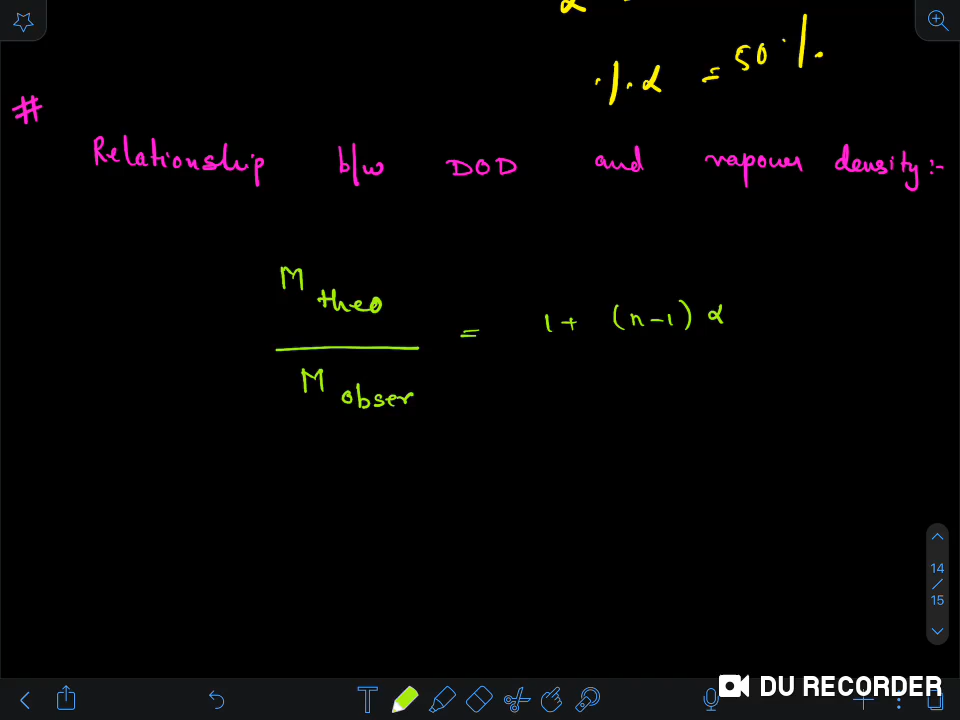 % α = 50 %
#
Relationship b/w DOD and vapour density :-
M theo
= 1 + (n-1) α
M obser
14
/
15
T
DU RECORDER